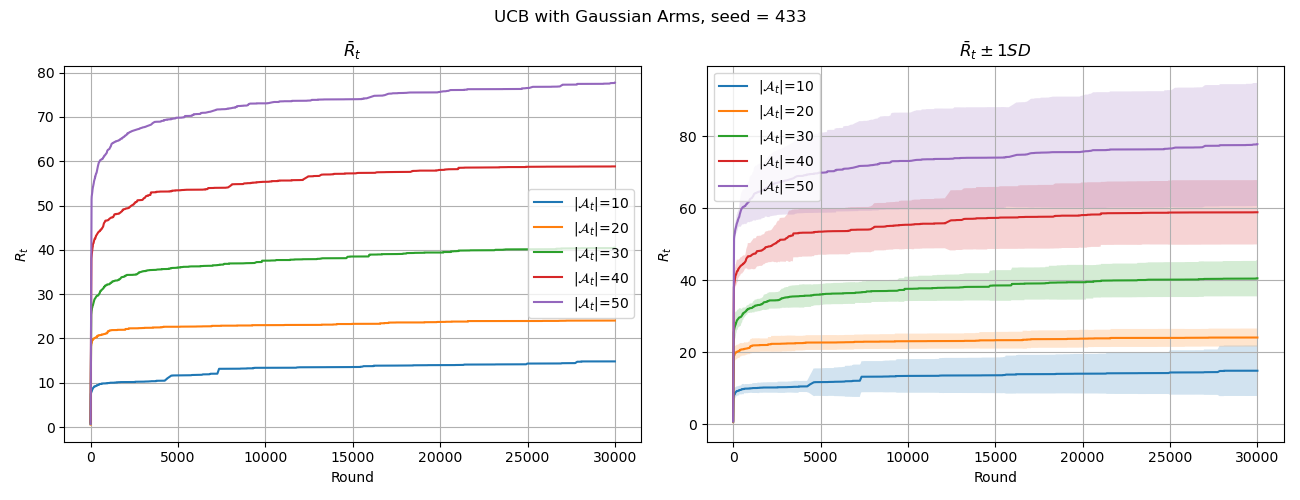 UCB with Gaussian Arms, seed = 433
R̄ₜ
80
70
60
50
40
30
20
10
0
Rₜ
|𝒜ₜ|=10
|𝒜ₜ|=20
|𝒜ₜ|=30
|𝒜ₜ|=40
|𝒜ₜ|=50
0 5000 10000 15000 20000 25000 30000
Round
R̄ₜ ± 1SD
80
60
40
20
0
Rₜ
|𝒜ₜ|=10
|𝒜ₜ|=20
|𝒜ₜ|=30
|𝒜ₜ|=40
|𝒜ₜ|=50
0 5000 10000 15000 20000 25000 30000
Round